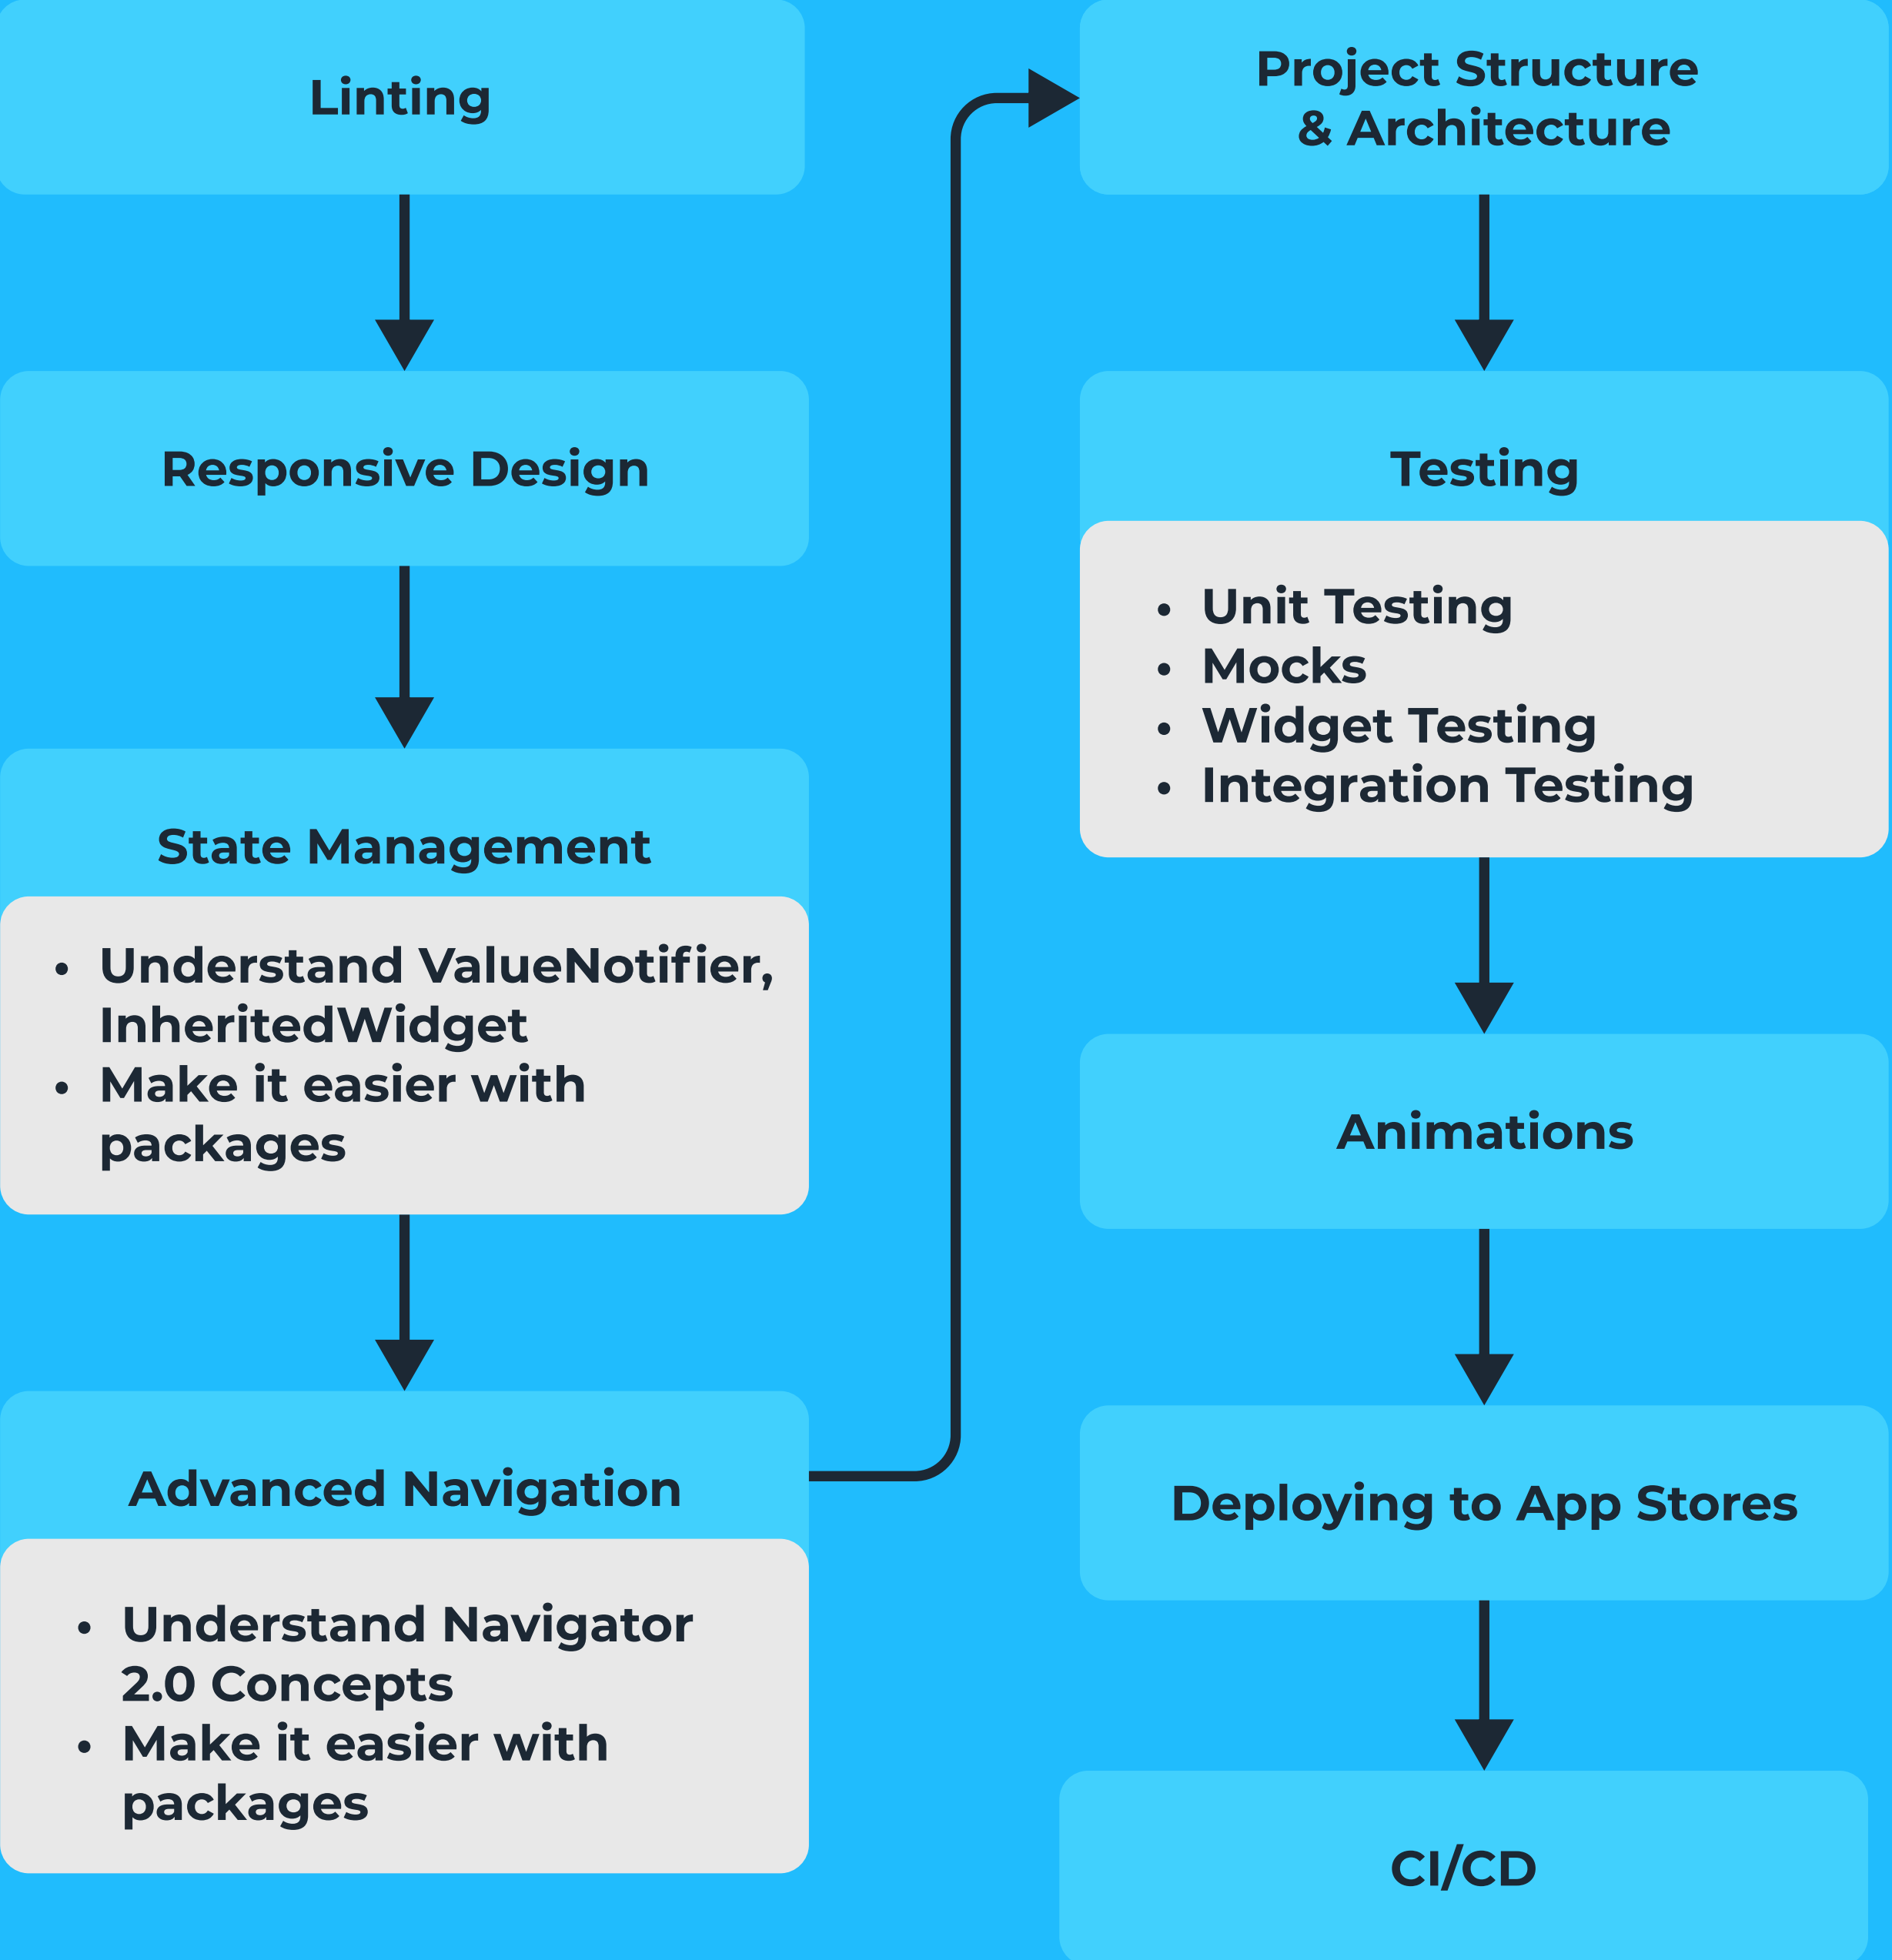 Linting
Responsive Design
State Management
• Understand ValueNotifier,
InheritedWidget
• Make it easier with
packages
Advanced Navigation
• Understand Navigator
2.0 Concepts
• Make it easier with
packages
Project Structure
& Architecture
Testing
• Unit Testing
• Mocks
• Widget Testing
• Integration Testing
Animations
Deploying to App Stores
CI/CD